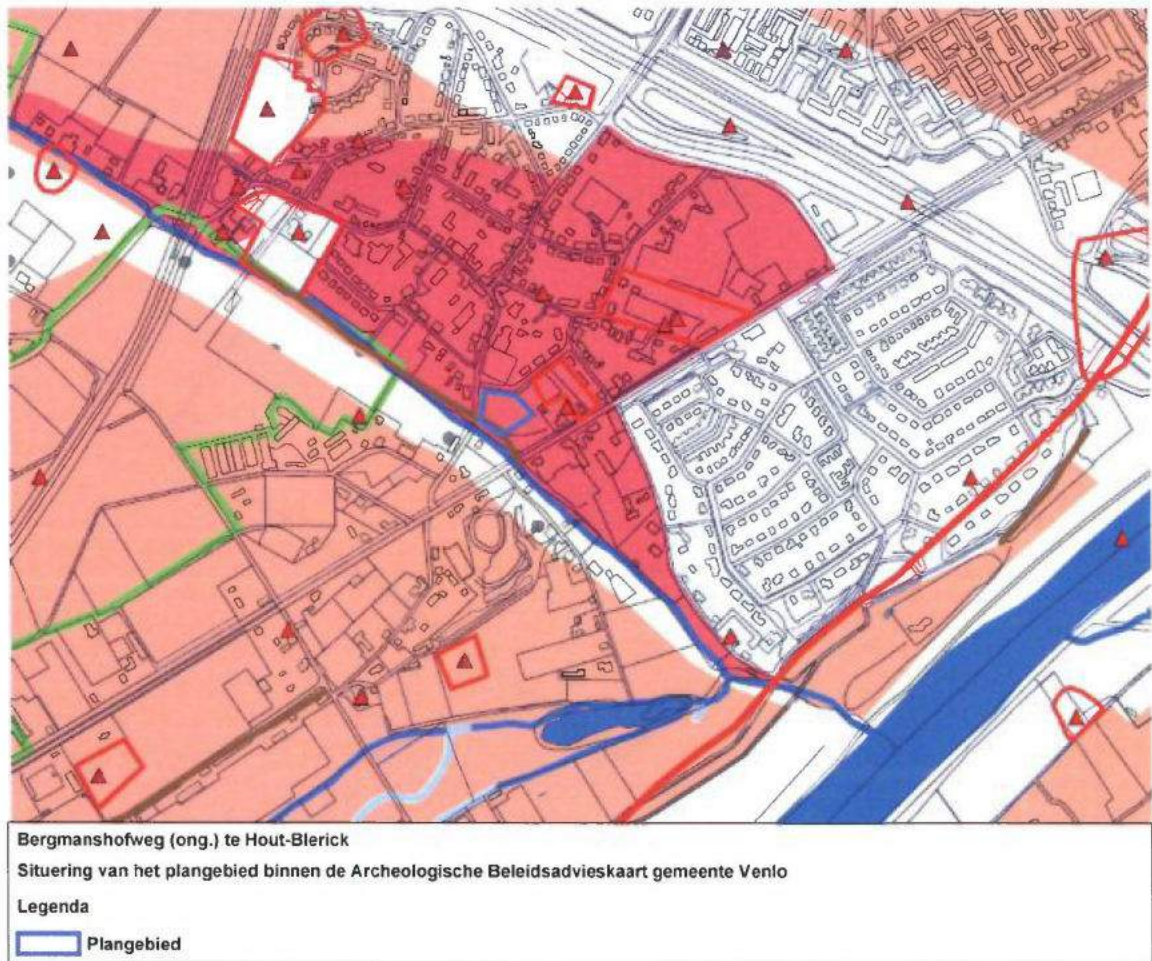 Bergmanshofweg (ong.) te Hout-Blerick
Situering van het plangebied binnen de Archeologische Beleidsadvieskaart gemeente Venlo
Legenda
Plangebied